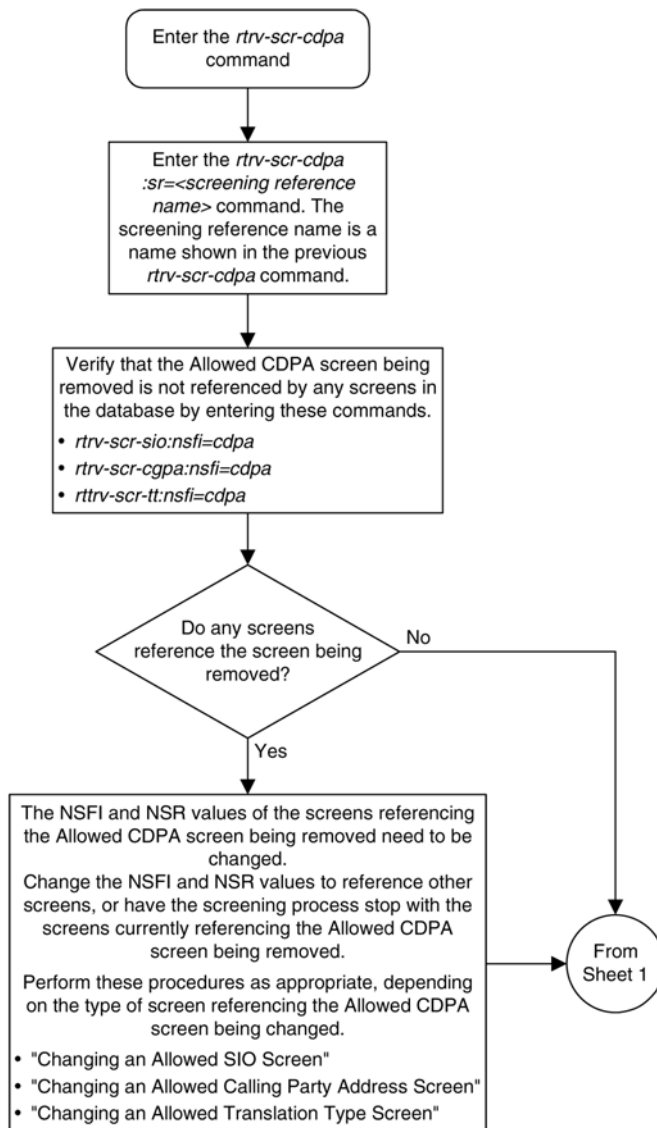 Enter the rtrv-scr-cdpa
command
Enter the rtrv-scr-cdpa
:sr=<screening reference
name> command. The
screening reference name is a
name shown in the previous
rtrv-scr-cdpa command.
Verify that the Allowed CDPA screen being
removed is not referenced by any screens in
the database by entering these commands.
• rtrv-scr-sio:nsfi=cdpa
• rtrv-scr-cgpa:nsfi=cdpa
• rttrv-scr-tt:nsfi=cdpa
Do any screens
reference the screen being
removed?
No
Yes
The NSFI and NSR values of the screens referencing
the Allowed CDPA screen being removed need to be
changed.
Change the NSFI and NSR values to reference other
screens, or have the screening process stop with the
screens currently referencing the Allowed CDPA
screen being removed.
Perform these procedures as appropriate, depending
on the type of screen referencing the Allowed CDPA
screen being changed.
• "Changing an Allowed SIO Screen"
• "Changing an Allowed Calling Party Address Screen"
• "Changing an Allowed Translation Type Screen"
From
Sheet 1